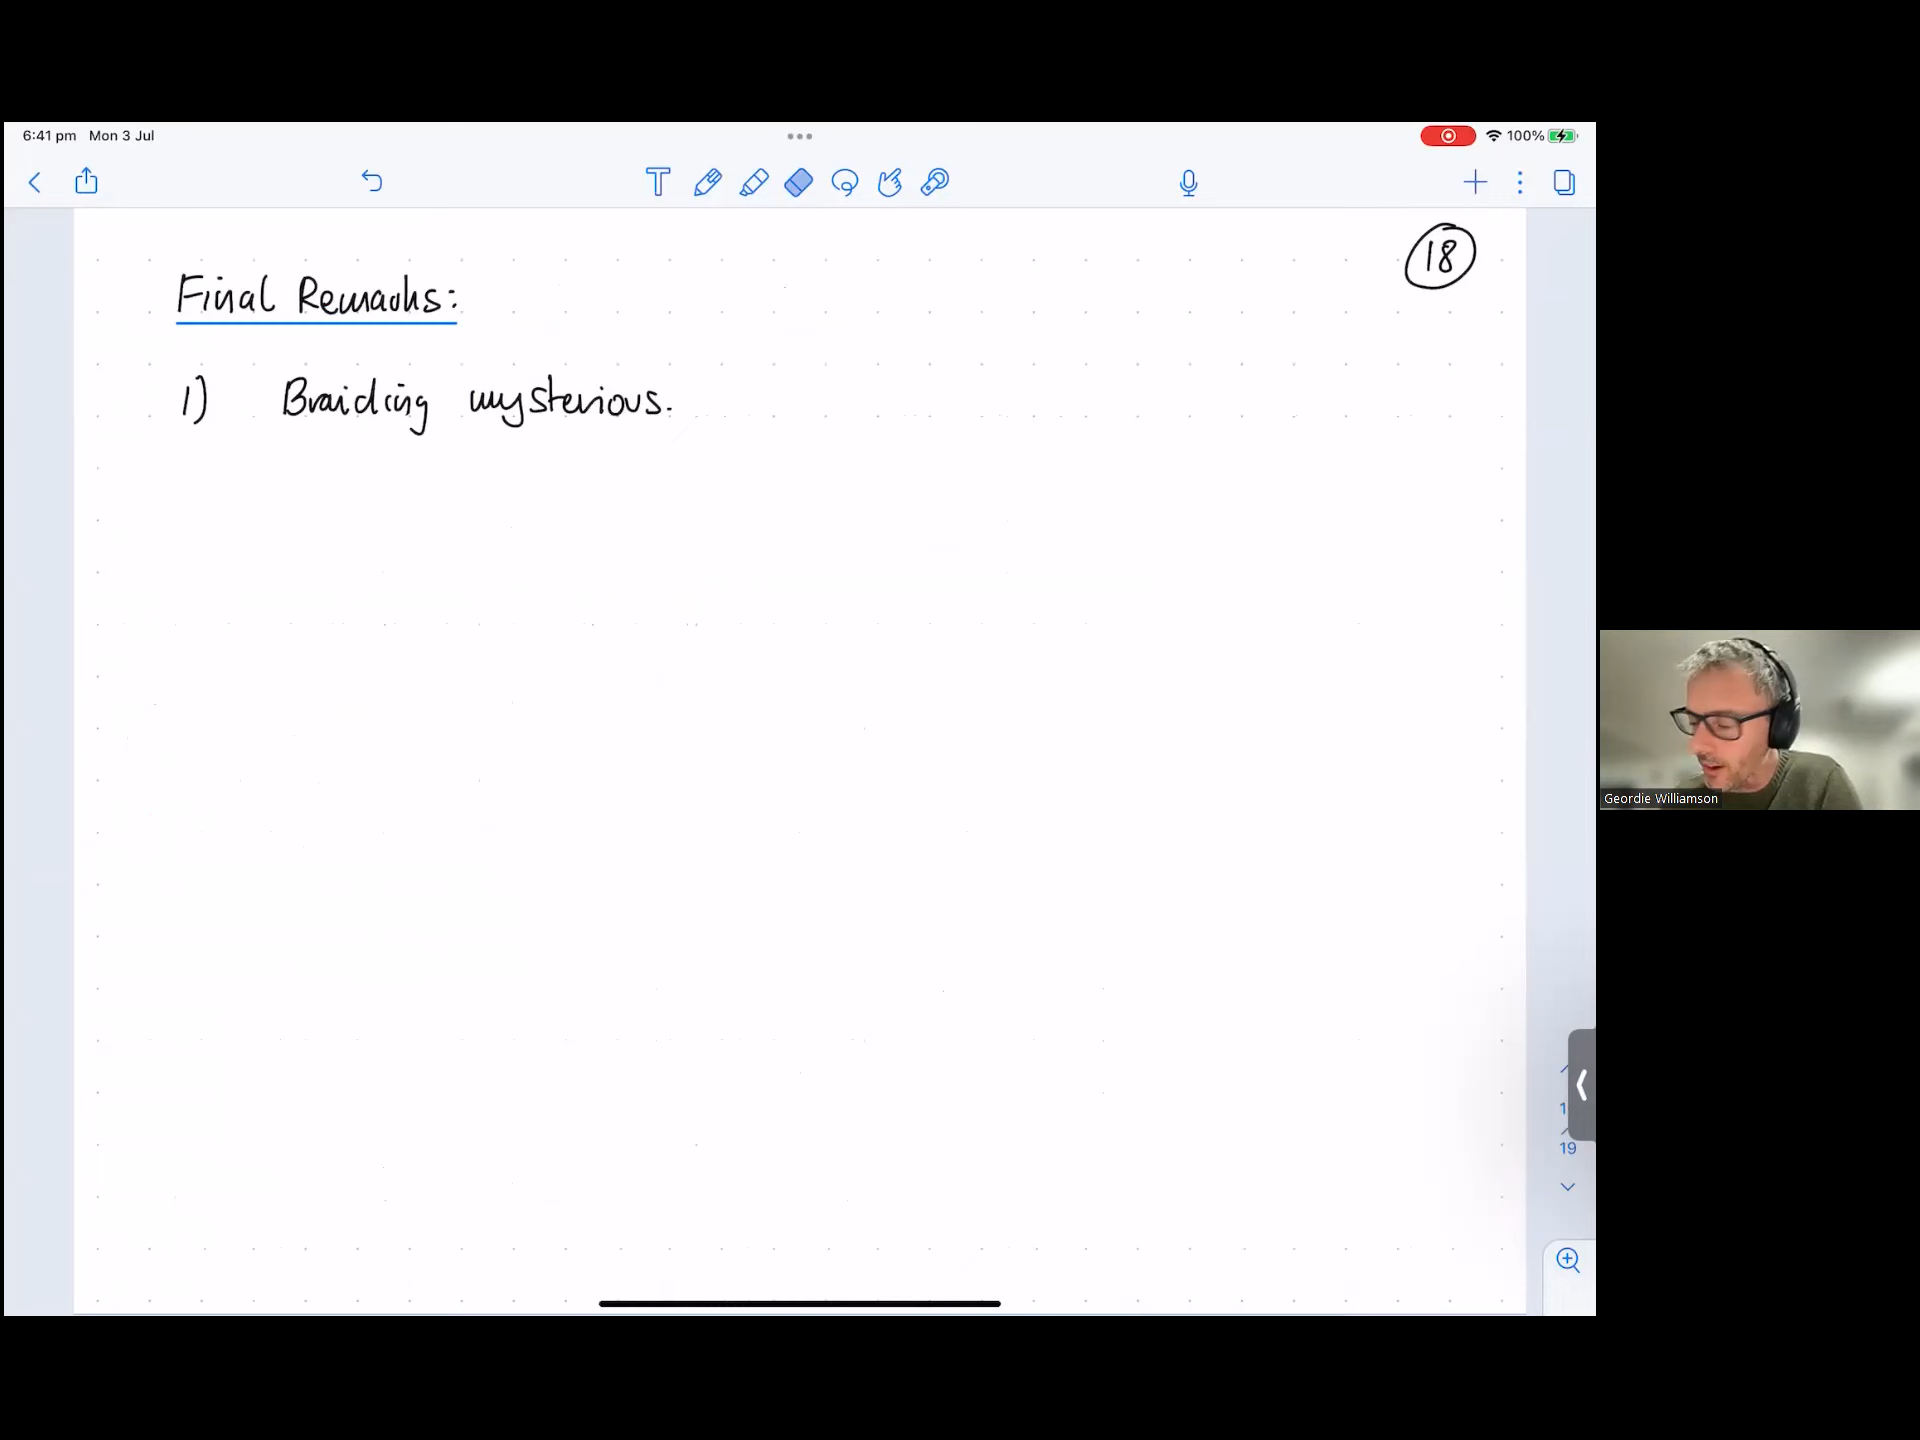 6:41 pm Mon 3 Jul
100%
18
Final Remarks:
1) Braiding mysterious.
Geordie Williamson
19